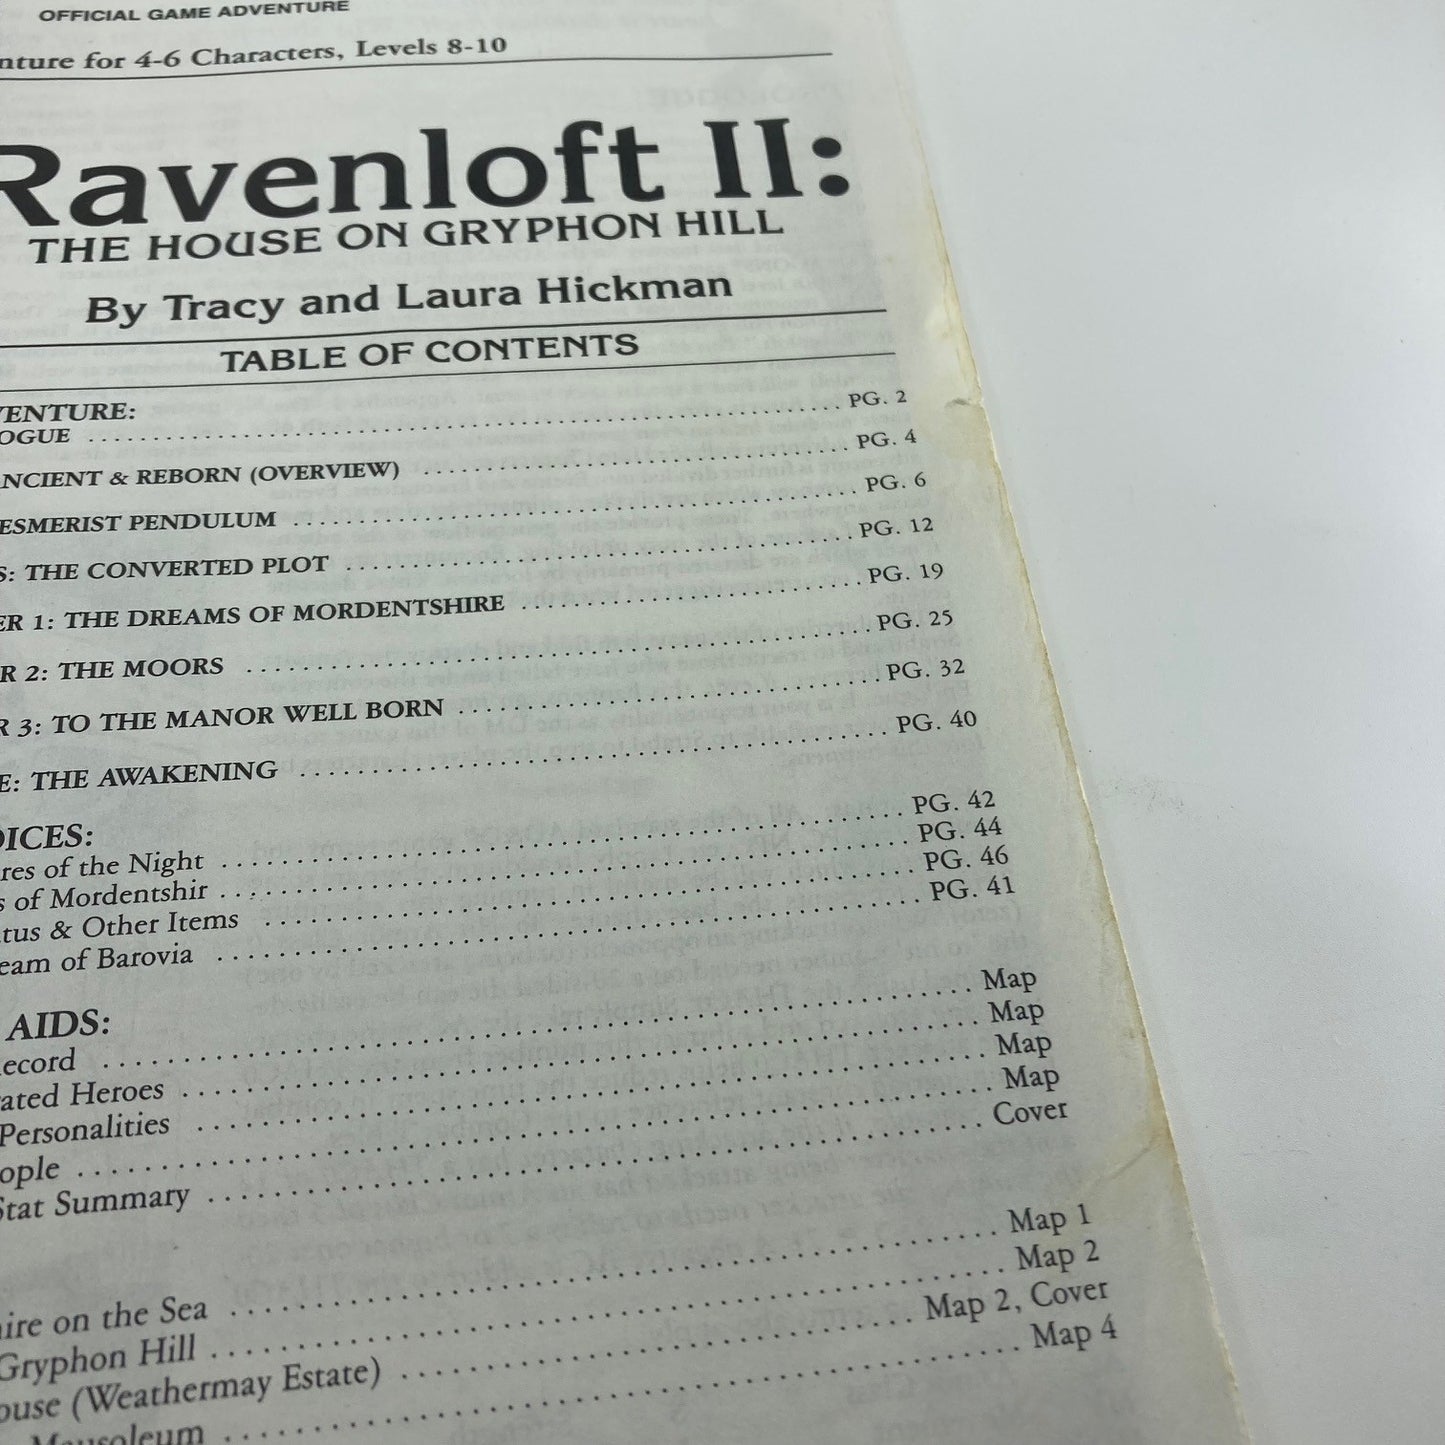 OFFICIAL GAME ADVENTURE
nture for 4-6 Characters, Levels 8-10
Ravenloft II:
THE HOUSE ON GRYPHON HILL
By Tracy and Laura Hickman
TABLE OF CONTENTS
VENTURE:
OGUE PG. 2
NCIENT & REBORN (OVERVIEW) PG. 4
ESMERIST PENDULUM PG. 6
S: THE CONVERTED PLOT PG. 12
ER 1: THE DREAMS OF MORDENTSHIRE PG. 19
R 2: THE MOORS PG. 25
R 3: TO THE MANOR WELL BORN PG. 32
E: THE AWAKENING PG. 40
DICES:
res of the Night PG. 42
s of Mordentshir PG. 44
tus & Other Items PG. 46
eam of Barovia PG. 41
AIDS:
ecord Map
rated Heroes Map
Personalities Map
ople Map
Stat Summary Cover
ire on the Sea Map 1
Gryphon Hill Map 2
ouse (Weathermay Estate) Map 2, Cover
Mausoleum Map 4